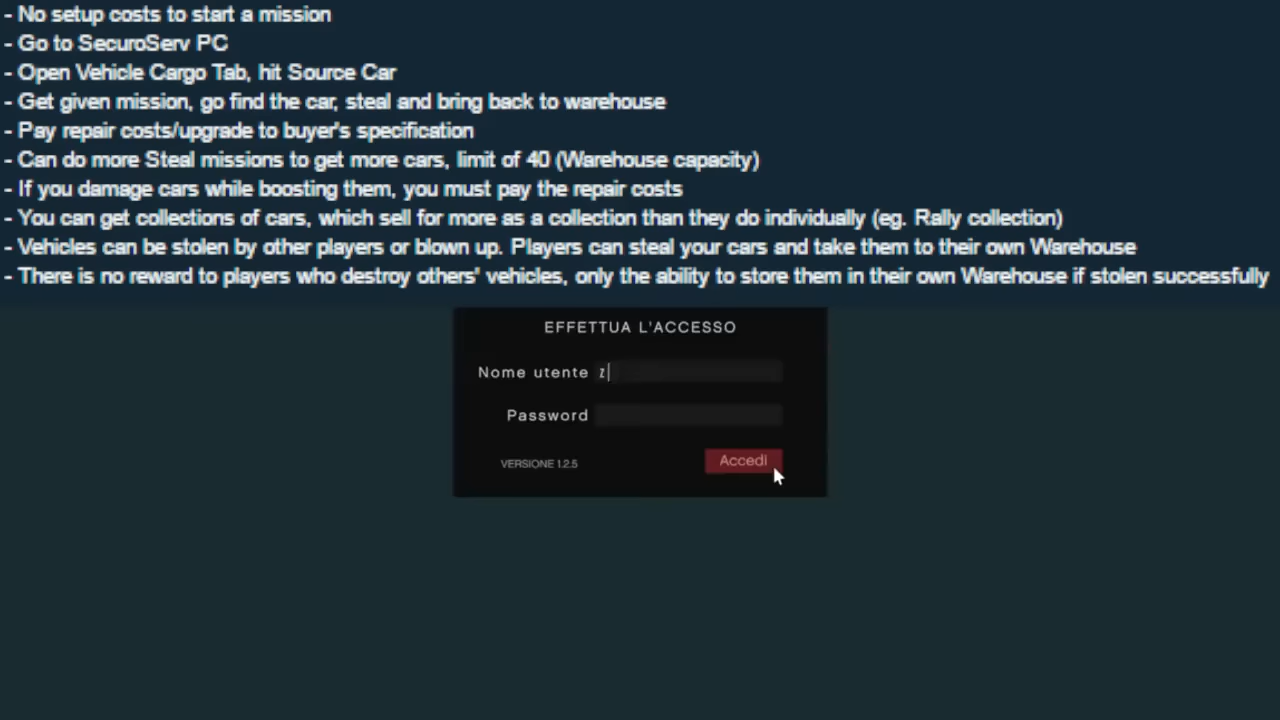 - No setup costs to start a mission
- Go to SecuroServ PC
- Open Vehicle Cargo Tab, hit Source Car
- Get given mission, go find the car, steal and bring back to warehouse
- Pay repair costs/upgrade to buyer's specification
- Can do more Steal missions to get more cars, limit of 40 (Warehouse capacity)
- If you damage cars while boosting them, you must pay the repair costs
- You can get collections of cars, which sell for more as a collection than they do individually (eg. Rally collection)
- Vehicles can be stolen by other players or blown up. Players can steal your cars and take them to their own Warehouse
- There is no reward to players who destroy others' vehicles, only the ability to store them in their own Warehouse if stolen successfully
EFFETTUA L'ACCESSO
Nome utente z
Password
VERSIONE 1.2.5
Accedi